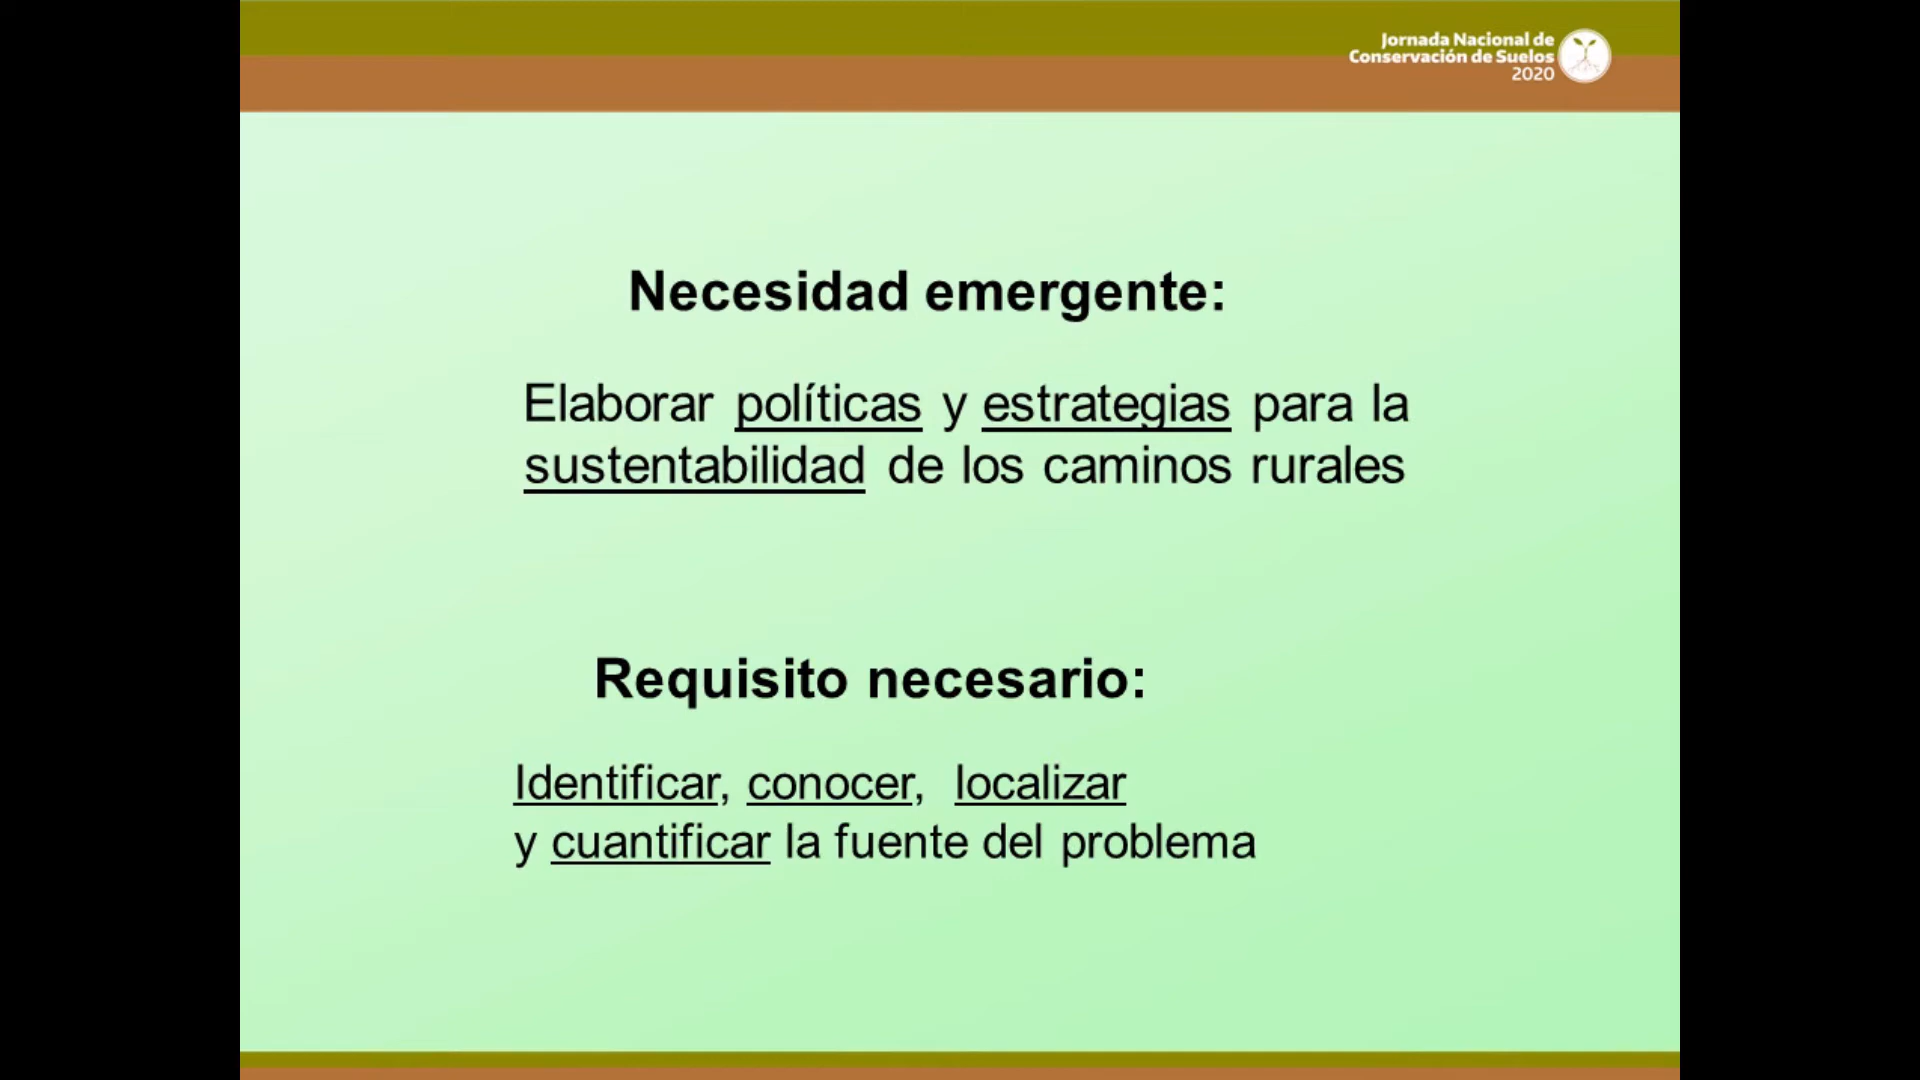 Jornada Nacional de
Conservación de Suelos
2020
Necesidad emergente:
Elaborar políticas y estrategias para la
sustentabilidad de los caminos rurales
Requisito necesario:
Identificar, conocer, localizar
y cuantificar la fuente del problema